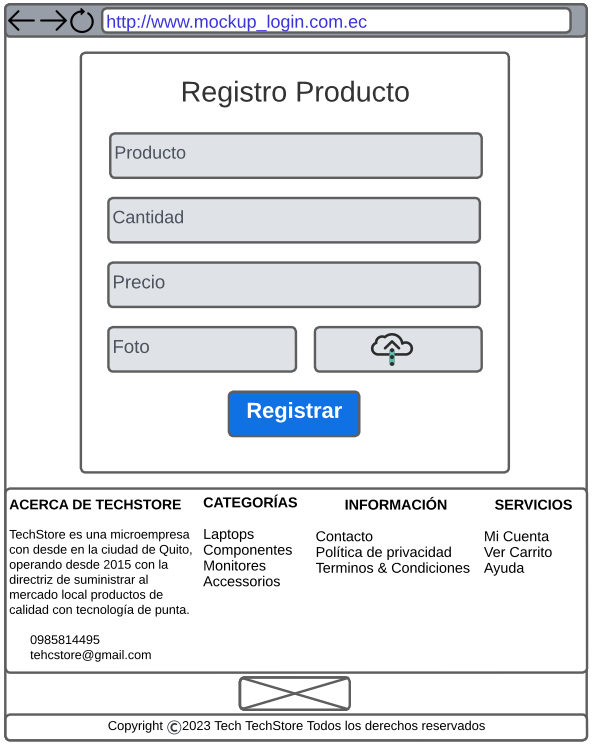 http://www.mockup_login.com.ec
Registro Producto
Producto
Cantidad
Precio
Foto
Registrar
ACERCA DE TECHSTORE
TechStore es una microempresa
con desde en la ciudad de Quito,
operando desde 2015 con la
directriz de suministrar al
mercado local productos de
calidad con tecnología de punta.
0985814495
tehcstore@gmail.com
CATEGORÍAS
Laptops
Componentes
Monitores
Accessorios
INFORMACIÓN
Contacto
Política de privacidad
Terminos & Condiciones
SERVICIOS
Mi Cuenta
Ver Carrito
Ayuda
Copyright ©2023 Tech TechStore Todos los derechos reservados